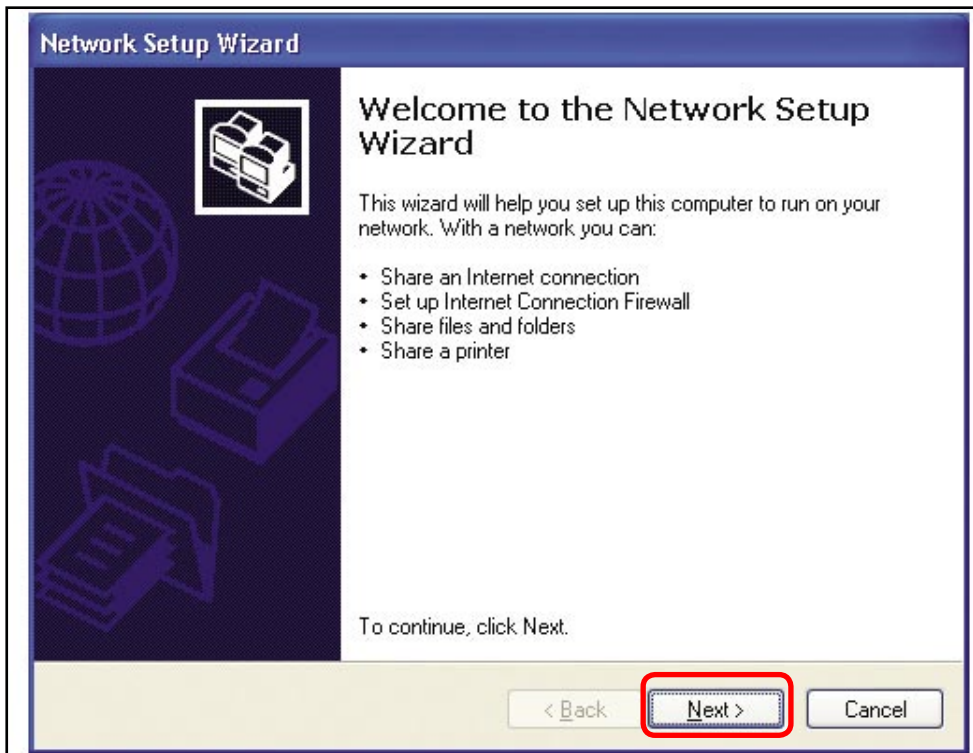 Network Setup Wizard
Welcome to the Network Setup
Wizard
This wizard will help you set up this computer to run on your
network. With a network you can:
• Share an Internet connection
• Set up Internet Connection Firewall
• Share files and folders
• Share a printer
To continue, click Next.
< Back Next > Cancel